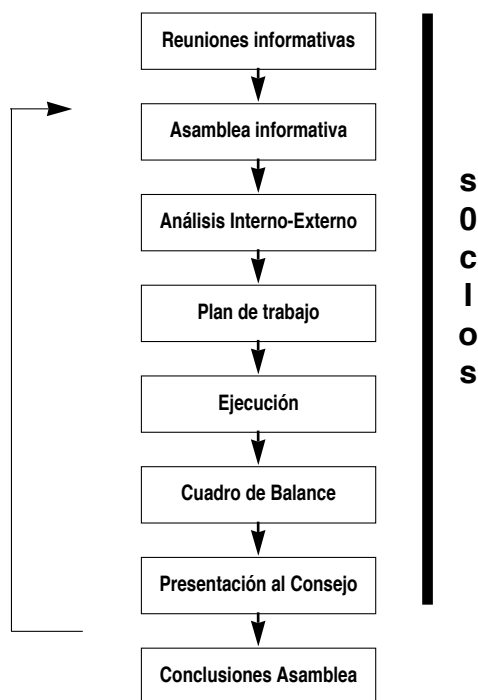 Reuniones informativas
Asamblea informativa
Análisis Interno-Externo
Plan de trabajo
Ejecución
Cuadro de Balance
Presentación al Consejo
Conclusiones Asamblea
s
0
c
I
o
s